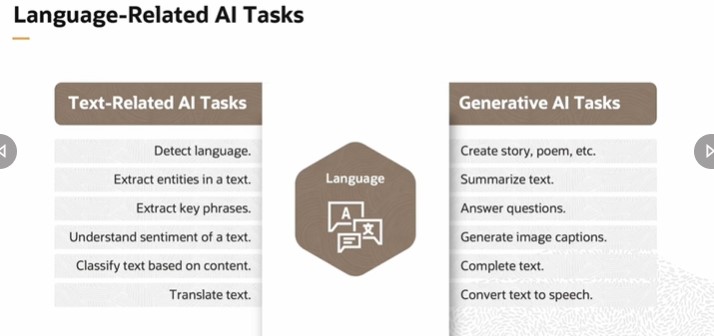 Language-Related AI Tasks
Text-Related AI Tasks
Detect language.
Extract entities in a text.
Extract key phrases.
Understand sentiment of a text.
Classify text based on content.
Translate text.
Language
A
文
Generative AI Tasks
Create story, poem, etc.
Summarize text.
Answer questions.
Generate image captions.
Complete text.
Convert text to speech.